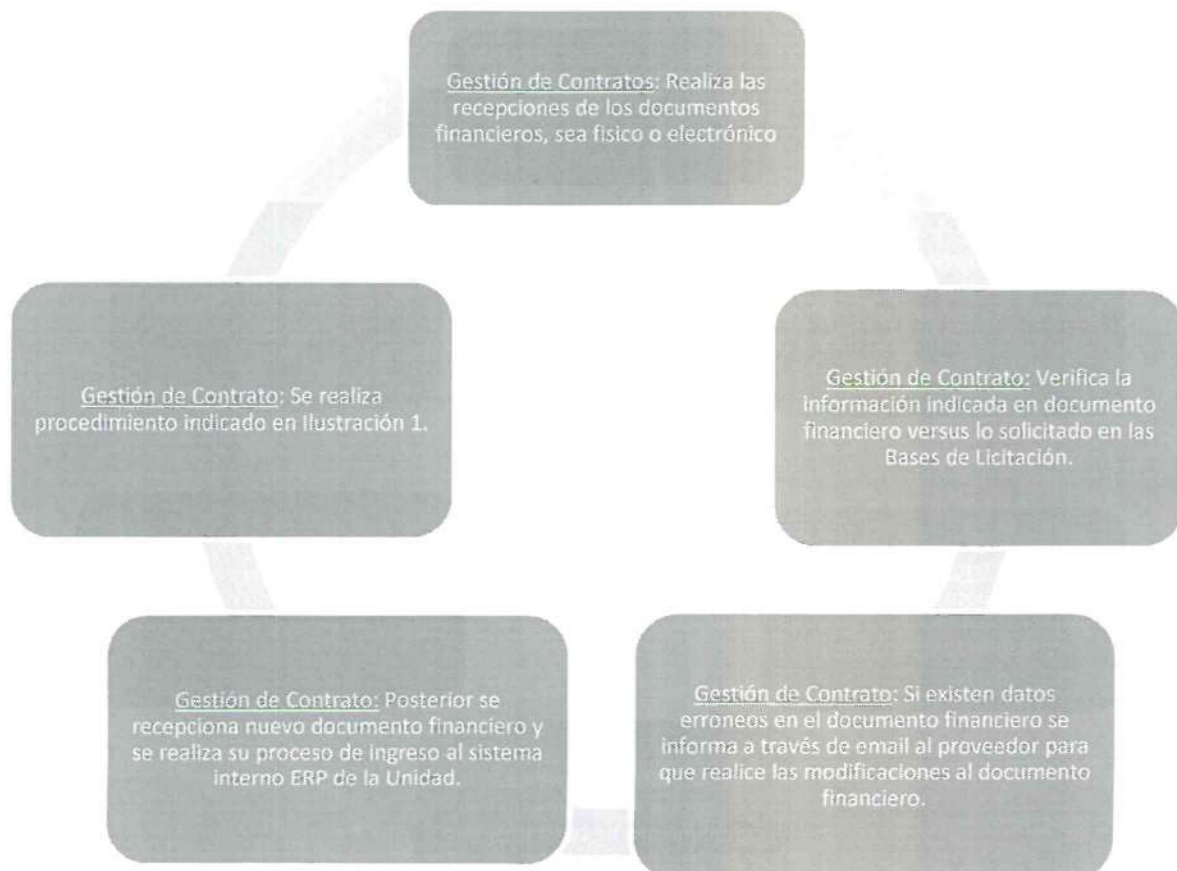 Gestión de Contratos: Realiza las
recepciones de los documentos
financieros, sea fisico o electrónico
Gestión de Contrato: Verifica la
información indicada en documento
financiero versus lo solicitado en las
Bases de Licitación.
Gestión de Contrato: Si existen datos
erroneos en el documento financiero se
informa a través de email al proveedor para
que realice las modificaciones al documento
financiero.
Gestión de Contrato: Posterior se
recepciona nuevo documento financiero y
se realiza su proceso de ingreso al sistema
interno ERP de la Unidad.
Gestión de Contrato: Se realiza
procedimiento indicado en Ilustración 1.